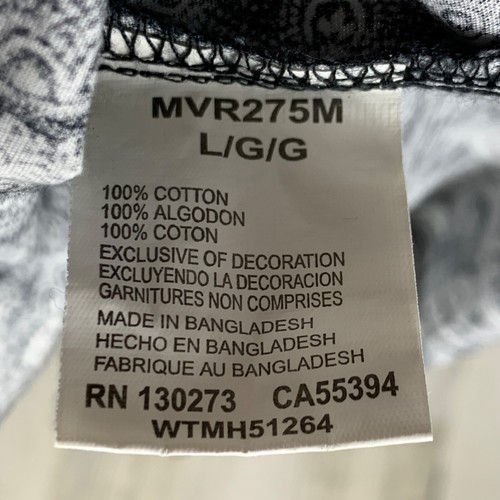 MVR275M
L/G/G
100% COTTON
100% ALGODON
100% COTON
EXCLUSIVE OF DECORATION
EXCLUYENDO LA DECORACION
GARNITURES NON COMPRISES
MADE IN BANGLADESH
HECHO EN BANGLADESH
FABRIQUE AU BANGLADESH
RN 130273 CA55394
WTMH51264